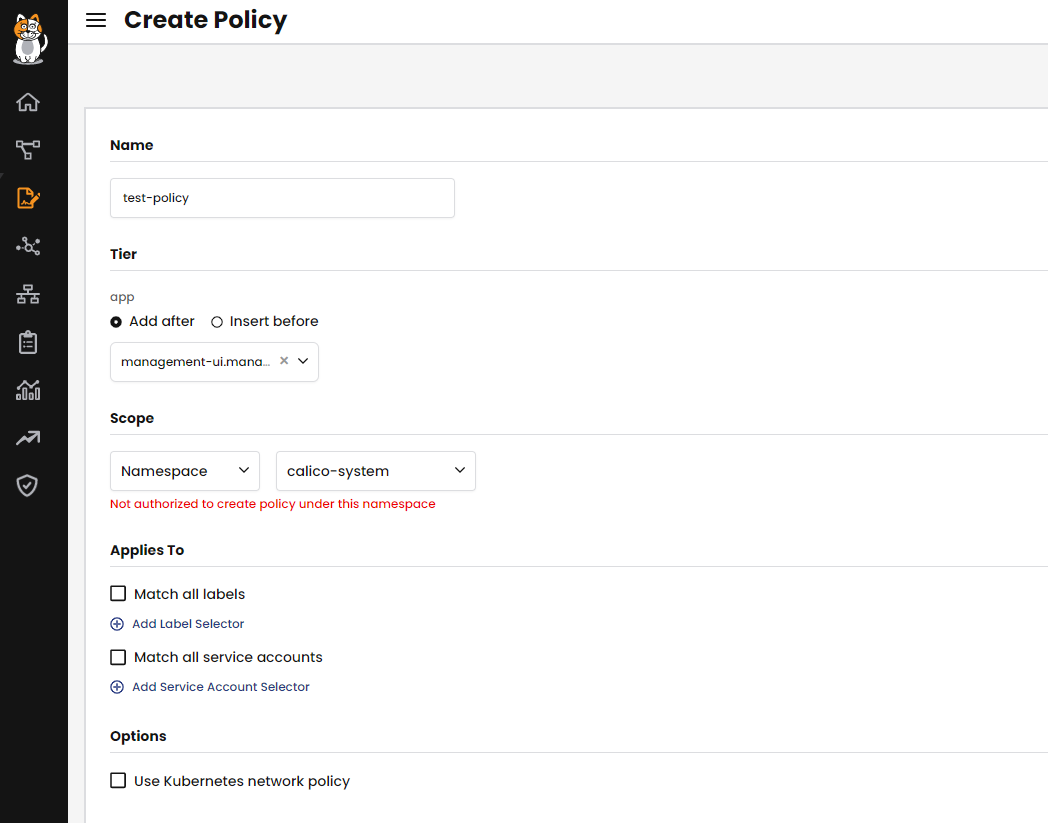 Create Policy
Name
test-policy
Tier
app
Add after Insert before
management-ui.mana...
Scope
Namespace calico-system
Not authorized to create policy under this namespace
Applies To
Match all labels
Add Label Selector
Match all service accounts
Add Service Account Selector
Options
Use Kubernetes network policy